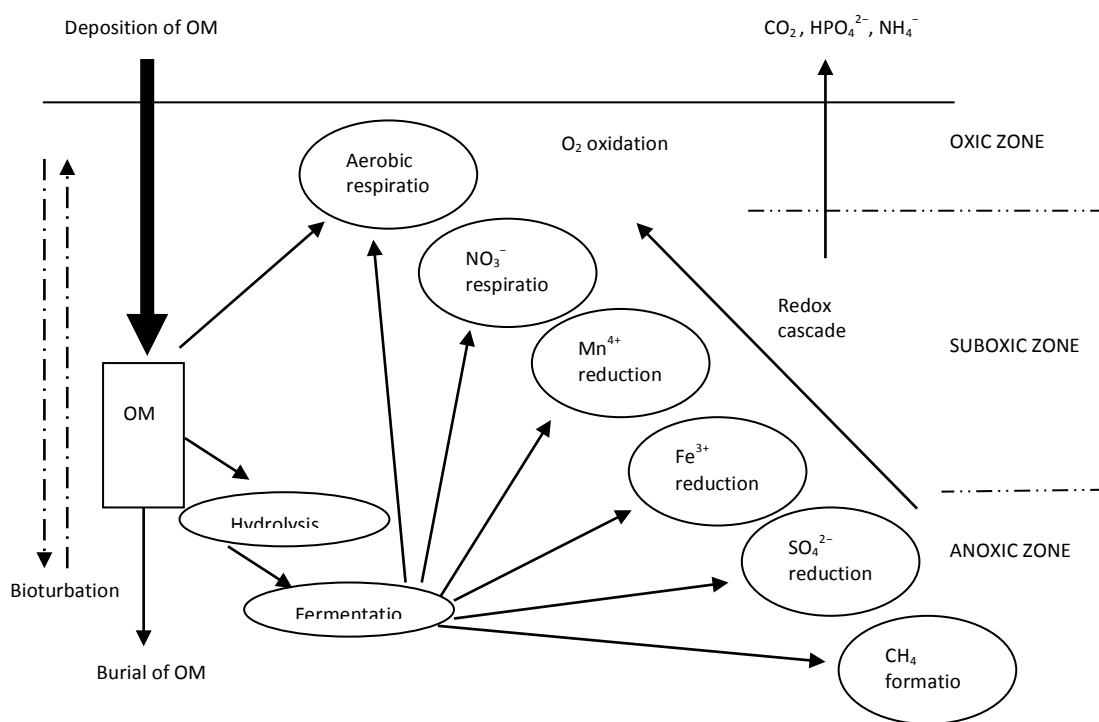 Deposition of OM
CO₂ , HPO₄²⁻, NH₄⁻
O₂ oxidation
OXIC ZONE
Aerobic
respiratio
NO₃⁻
respiratio
Redox
cascade
SUBOXIC ZONE
Mn⁴⁺
reduction
OM
Fe³⁺
reduction
Hydrolysis
SO₄²⁻
reduction
ANOXIC ZONE
Bioturbation
Fermentatio
Burial of OM
CH₄
formatio